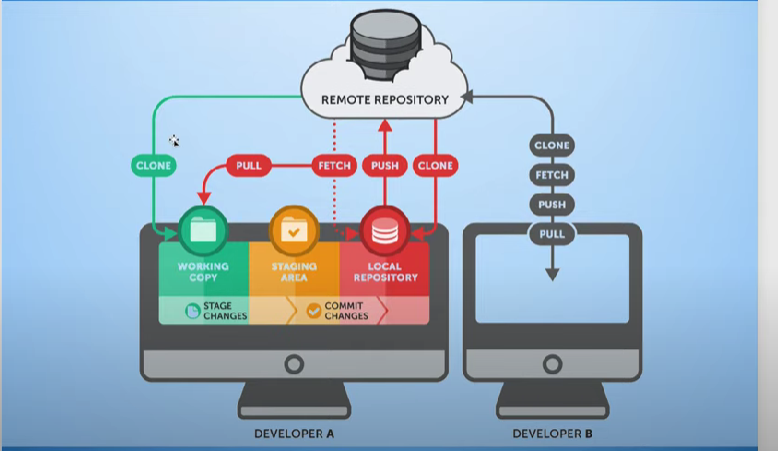 REMOTE REPOSITORY
CLONE
PULL
FETCH
PUSH
CLONE
CLONE
FETCH
PUSH
PULL
WORKING
COPY
STAGING
AREA
LOCAL
REPOSITORY
STAGE
CHANGES
COMMIT
CHANGES
DEVELOPER A
DEVELOPER B